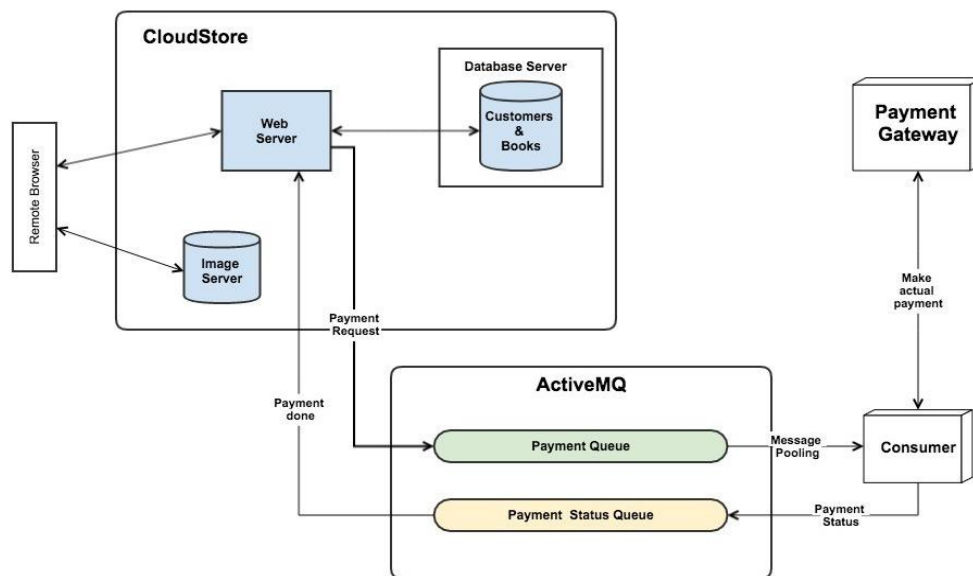 CloudStore
Database Server
Customers
&
Books
Web
Server
Payment
Gateway
Remote Browser
Image
Server
Make
actual
payment
Payment
Request
ActiveMQ
Payment
done
Payment Queue
Message
Pooling
Consumer
Payment Status Queue
Payment
Status